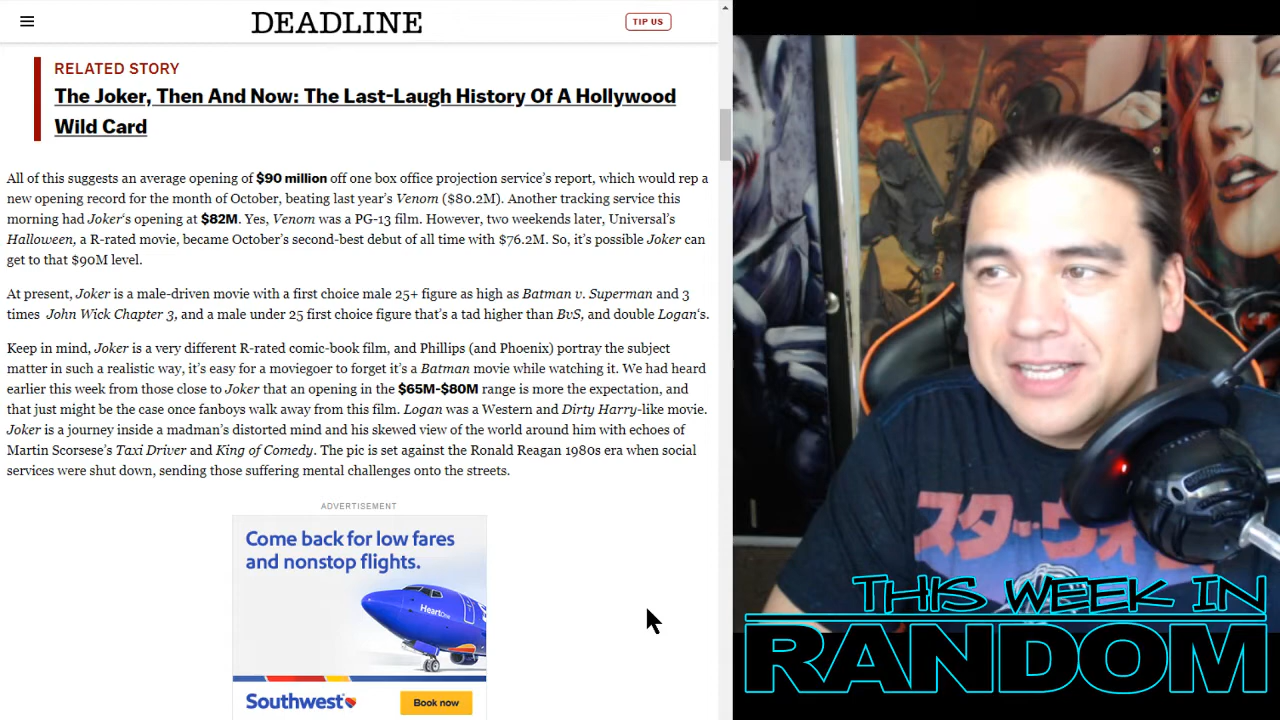 DEADLINE
TIP US
RELATED STORY
The Joker, Then And Now: The Last-Laugh History Of A Hollywood
Wild Card
All of this suggests an average opening of $90 million off one box office projection service's report, which would rep a
new opening record for the month of October, beating last year's Venom ($80.2M). Another tracking service this
morning had Joker's opening at $82M. Yes, Venom was a PG-13 film. However, two weekends later, Universal's
Halloween, a R-rated movie, became October's second-best debut of all time with $76.2M. So, it's possible Joker can
get to that $90M level.
At present, Joker is a male-driven movie with a first choice male 25+ figure as high as Batman v. Superman and 3
times John Wick Chapter 3, and a male under 25 first choice figure that's a tad higher than BvS, and double Logan's.
Keep in mind, Joker is a very different R-rated comic-book film, and Phillips (and Phoenix) portray the subject
matter in such a realistic way, it's easy for a moviegoer to forget it's a Batman movie while watching it. We had heard
earlier this week from those close to Joker that an opening in the $65M-$80M range is more the expectation, and
that just might be the case once fanboys walk away from this film. Logan was a Western and Dirty Harry-like movie.
Joker is a journey inside a madman's distorted mind and his skewed view of the world around him with echoes of
Martin Scorsese's Taxi Driver and King of Comedy. The pic is set against the Ronald Reagan 1980s era when social
services were shut down, sending those suffering mental challenges onto the streets.
ADVERTISEMENT
Come back for low fares
and nonstop flights.
Heart One
Southwest
Book now
スター・ウォ
THIS WEEK IN
RANDOM